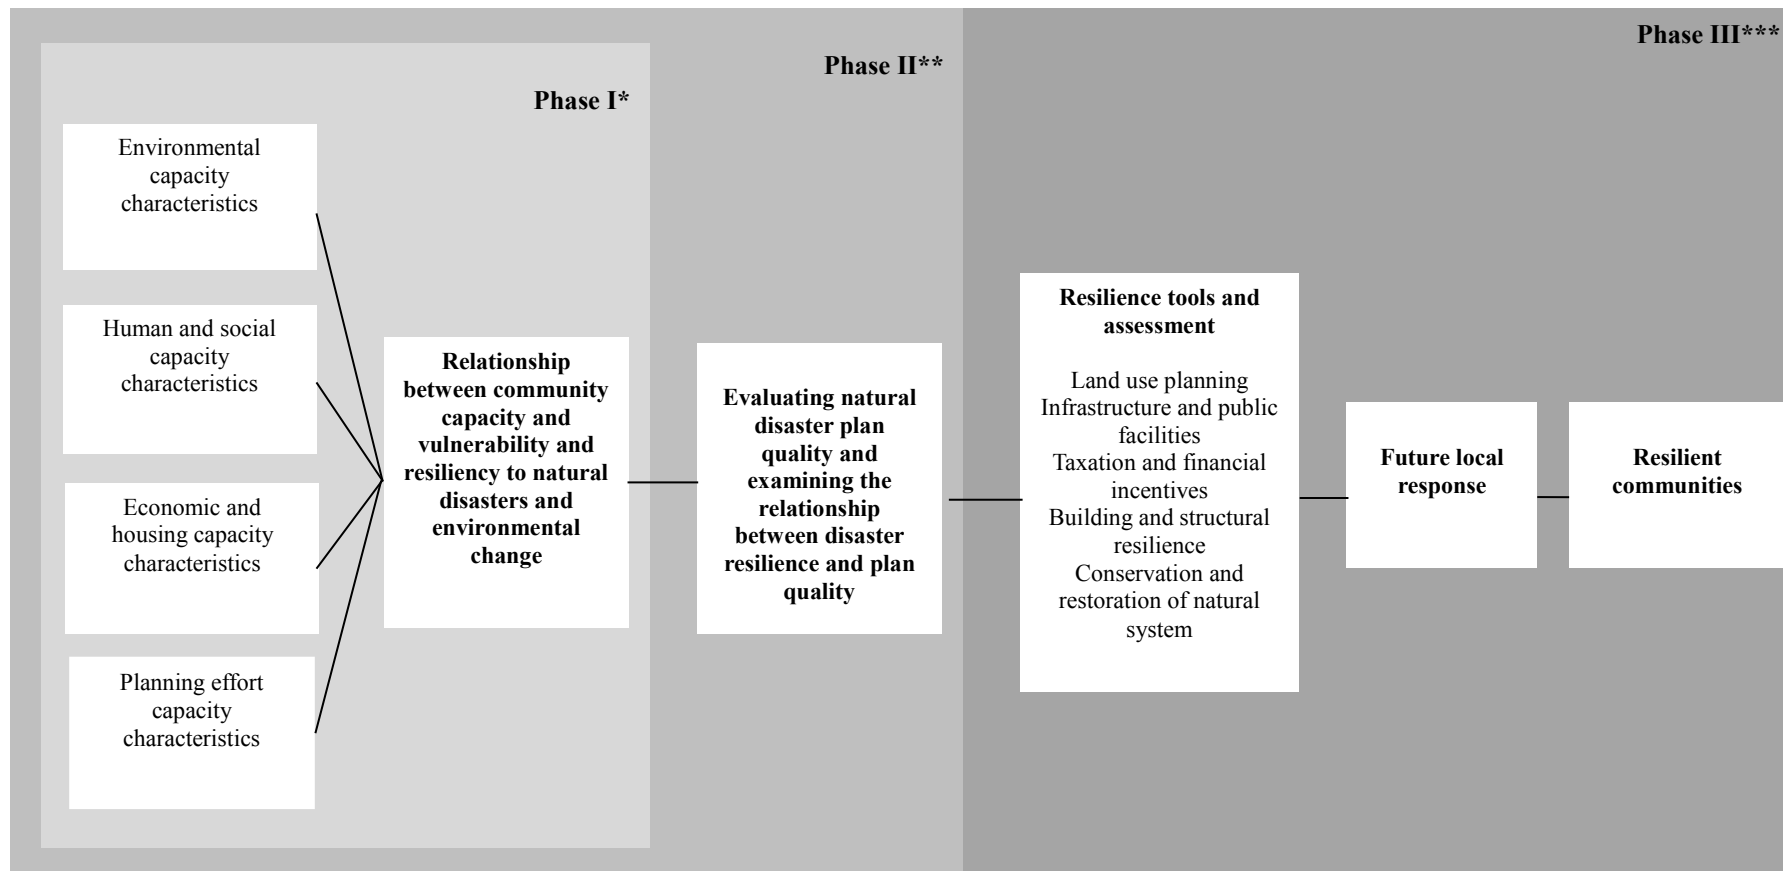 Phase III***
Phase II**
Phase I*
Environmental
capacity
characteristics
Human and social
capacity
characteristics
Economic and
housing capacity
characteristics
Planning effort
capacity
characteristics
Relationship
between community
capacity and
vulnerability and
resiliency to natural
disasters and
environmental
change
Evaluating natural
disaster plan
quality and
examining the
relationship
between disaster
resilience and plan
quality
Resilience tools and
assessment
Land use planning
Infrastructure and public
facilities
Taxation and financial
incentives
Building and structural
resilience
Conservation and
restoration of natural
system
Future local
response
Resilient
communities